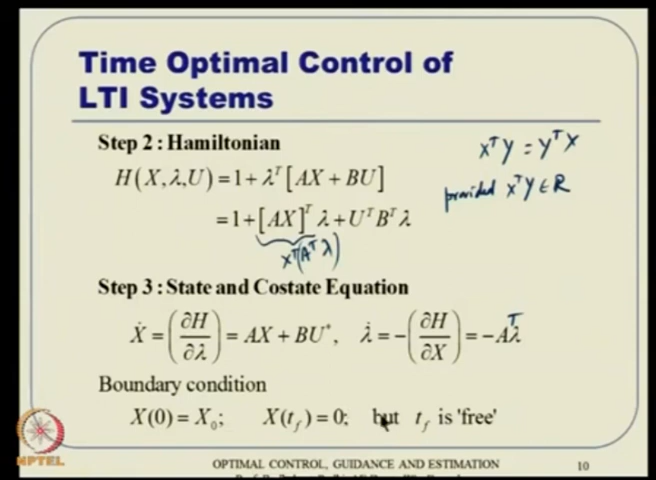 Time Optimal Control of
LTI Systems
Step 2 : Hamiltonian
H(X,λ,U) = 1+ λ^T [AX + BU]
= 1+[AX]^T λ+U^T B^T λ
X^T(A^T λ)
X^T Y = Y^T X
provided X^T Y ∈ R
Step 3 : State and Costate Equation
Ẋ = (∂H/∂λ) = AX + BU*, λ̇ = −(∂H/∂X) = −A^T λ
Boundary condition
X(0) = X₀; X(t_f) = 0; but t_f is 'free'
NPTEL
OPTIMAL CONTROL, GUIDANCE AND ESTIMATION
10